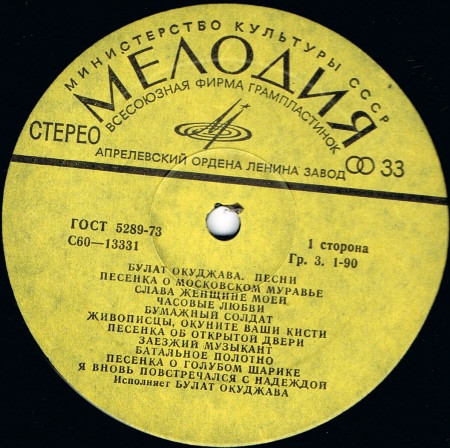 МИНИСТЕРСТВО КУЛЬТУРЫ СССР
МЕЛОДИЯ
ВСЕСОЮЗНАЯ ФИРМА ГРАМПЛАСТИНОК
СТЕРЕО
33
АПРЕЛЕВСКИЙ ОРДЕНА ЛЕНИНА ЗАВОД
ГОСТ 5289-73
С60—13331
1 сторона
Гр. 3. 1-90
БУЛАТ ОКУДЖАВА. ПЕСНИ
ПЕСЕНКА О МОСКОВСКОМ МУРАВЬЕ
СЛАВА ЖЕНЩИНЕ МОЕЙ
ЧАСОВЫЕ ЛЮБВИ
БУМАЖНЫЙ СОЛДАТ
ЖИВОПИСЦЫ, ОКУНИТЕ ВАШИ КИСТИ
ПЕСЕНКА ОБ ОТКРЫТОЙ ДВЕРИ
ЗАЕЗЖИЙ МУЗЫКАНТ
БАТАЛЬНОЕ ПОЛОТНО
ПЕСЕНКА О ГОЛУБОМ ШАРИКЕ
Я ВНОВЬ ПОВСТРЕЧАЛСЯ С НАДЕЖДОЙ
Исполняет БУЛАТ ОКУДЖАВА